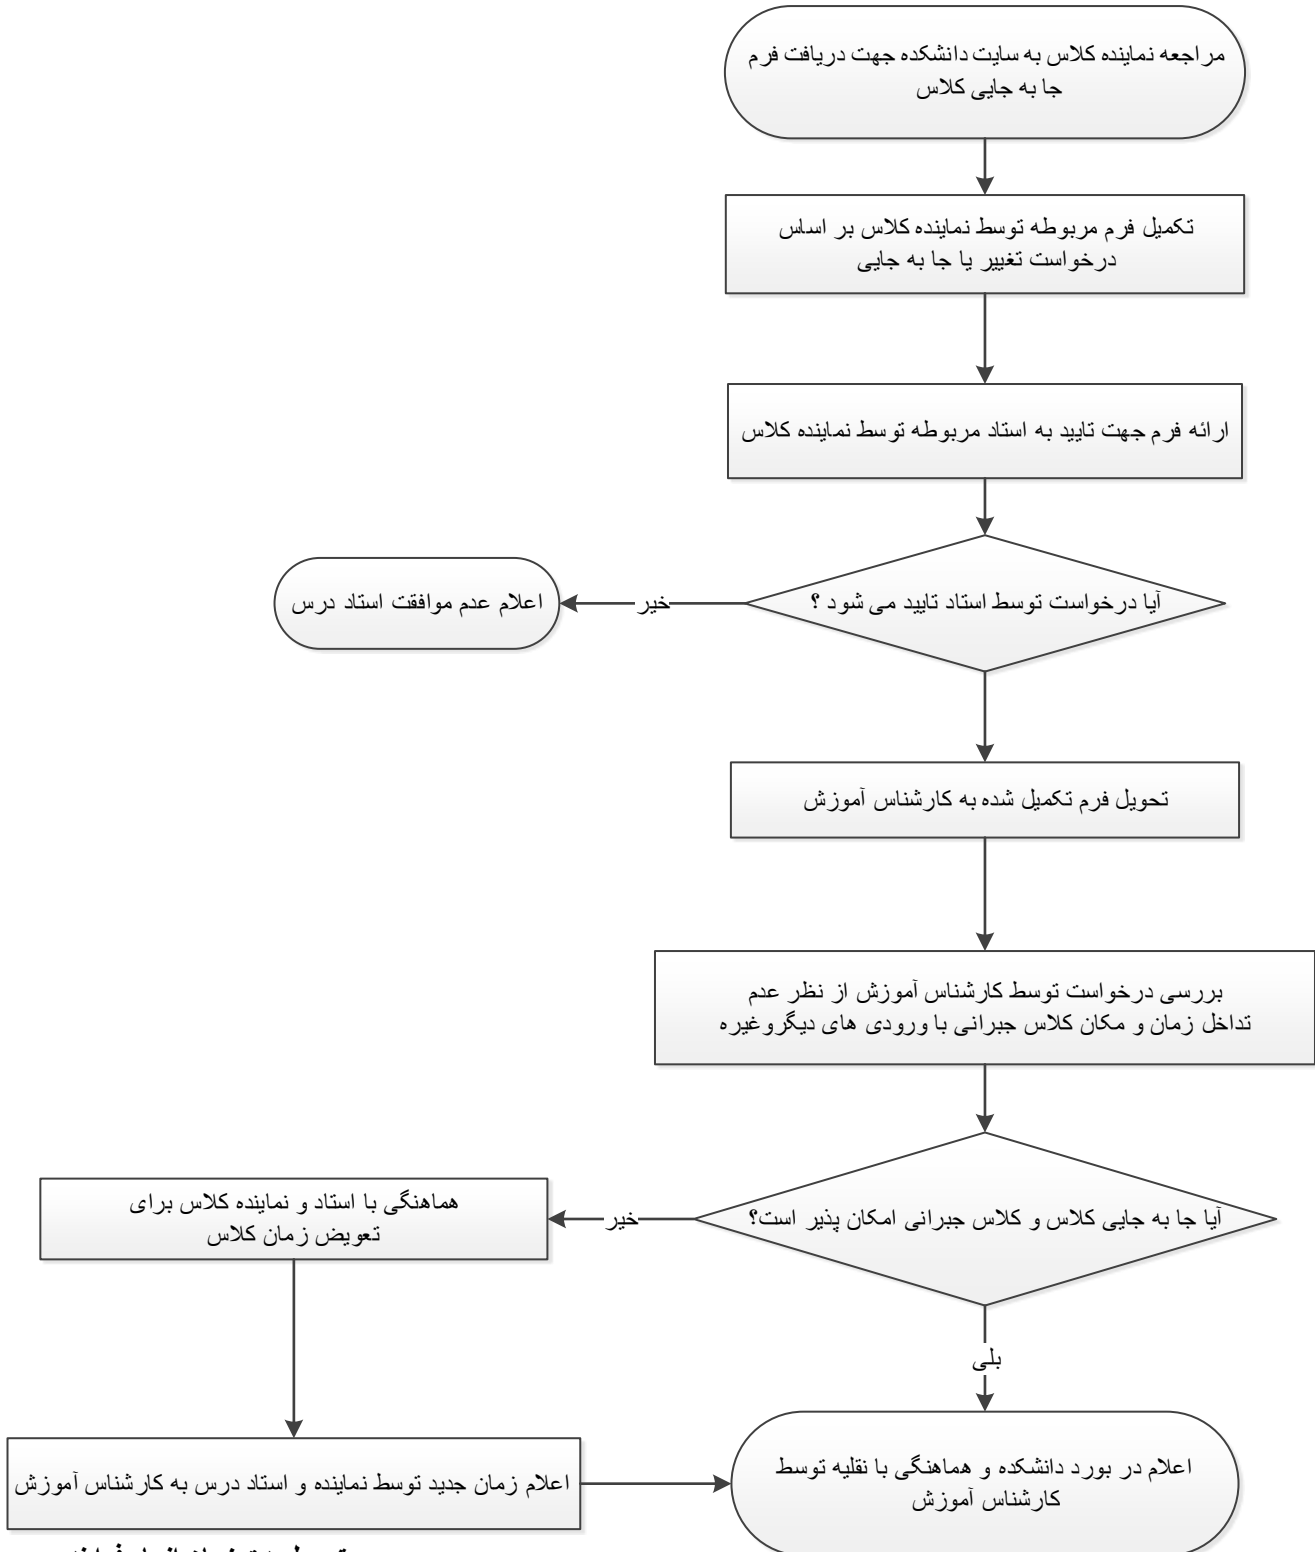 مراجعه نماینده کلاس به سایت دانشکده جهت دریافت فرم
جا به جایی کلاس
تکمیل فرم مربوطه توسط نماینده کلاس بر اساس
درخواست تغییر یا جا به جایی
ارائه فرم جهت تایید به استاد مربوطه توسط نماینده کلاس
آیا درخواست توسط استاد تایید می شود ؟
خیر
اعلام عدم موافقت استاد درس
تحویل فرم تکمیل شده به کارشناس آموزش
بررسی درخواست توسط کارشناس آموزش از نظر عدم
تداخل زمان و مکان کلاس جبرانی با ورودی های دیگروغیره
آیا جا به جایی کلاس و کلاس جبرانی امکان پذیر است؟
خیر
هماهنگی با استاد و نماینده کلاس برای
تعویض زمان کلاس
بلی
اعلام زمان جدید توسط نماینده و استاد درس به کارشناس آموزش
اعلام در بورد دانشکده و هماهنگی با نقلیه توسط
کارشناس آموزش